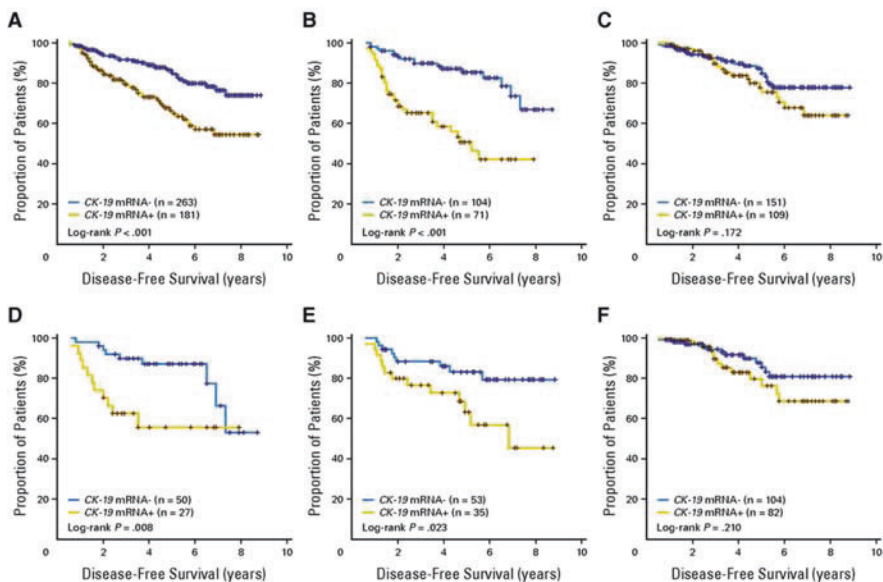 A
Proportion of Patients (%)
100
80
60
40
20
CK-19 mRNA- (n = 263)
CK-19 mRNA+ (n = 181)
Log-rank P < .001
0 2 4 6 8 10
Disease-Free Survival (years)
B
Proportion of Patients (%)
100
80
60
40
20
CK-19 mRNA- (n = 104)
CK-19 mRNA+ (n = 71)
Log-rank P < .001
0 2 4 6 8 10
Disease-Free Survival (years)
C
Proportion of Patients (%)
100
80
60
40
20
CK-19 mRNA- (n = 151)
CK-19 mRNA+ (n = 109)
Log-rank P = .172
0 2 4 6 8 10
Disease-Free Survival (years)
D
Proportion of Patients (%)
100
80
60
40
20
CK-19 mRNA- (n = 50)
CK-19 mRNA+ (n = 27)
Log-rank P = .008
0 2 4 6 8 10
Disease-Free Survival (years)
E
Proportion of Patients (%)
100
80
60
40
20
CK-19 mRNA- (n = 53)
CK-19 mRNA+ (n = 35)
Log-rank P = .023
0 2 4 6 8 10
Disease-Free Survival (years)
F
Proportion of Patients (%)
100
80
60
40
20
CK-19 mRNA- (n = 104)
CK-19 mRNA+ (n = 82)
Log-rank P = .210
0 2 4 6 8 10
Disease-Free Survival (years)